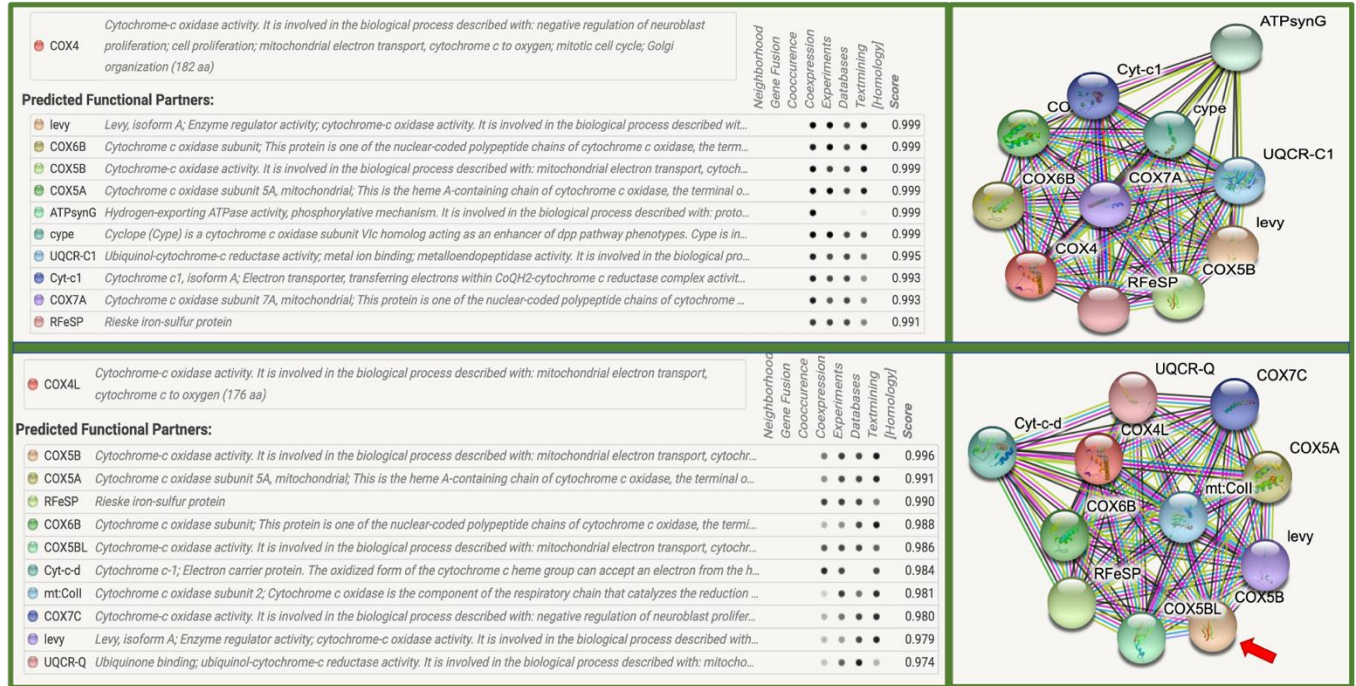 COX4
Cytochrome-c oxidase activity. It is involved in the biological process described with: negative regulation of neuroblast
proliferation; cell proliferation; mitochondrial electron transport, cytochrome c to oxygen; mitotic cell cycle; Golgi
organization (182 aa)
Neighborhood
Gene Fusion
Cooccurence
Coexpression
Experiments
Databases
Textmining
[Homology]
Score
Predicted Functional Partners:
levy Levy, isoform A; Enzyme regulator activity; cytochrome-c oxidase activity. It is involved in the biological process described wit... 0.999
COX6B Cytochrome c oxidase subunit; This protein is one of the nuclear-coded polypeptide chains of cytochrome c oxidase, the term... 0.999
COX5B Cytochrome-c oxidase activity. It is involved in the biological process described with: mitochondrial electron transport, cytoch... 0.999
COX5A Cytochrome c oxidase subunit 5A, mitochondrial; This is the heme A-containing chain of cytochrome c oxidase, the terminal o... 0.999
ATPsynG Hydrogen-exporting ATPase activity, phosphorylative mechanism. It is involved in the biological process described with: proto... 0.999
cype Cyclope (Cype) is a cytochrome c oxidase subunit VIc homolog acting as an enhancer of dpp pathway phenotypes. Cype is in... 0.999
UQCR-C1 Ubiquinol-cytochrome-c reductase activity; metal ion binding; metalloendopeptidase activity. It is involved in the biological pro... 0.995
Cyt-c1 Cytochrome c1, isoform A; Electron transporter, transferring electrons within CoQH2-cytochrome c reductase complex activit... 0.993
COX7A Cytochrome c oxidase subunit 7A, mitochondrial; This protein is one of the nuclear-coded polypeptide chains of cytochrome ... 0.993
RFeSP Rieske iron-sulfur protein 0.991
ATPsynG
Cyt-c1
CO
cype
UQCR-C1
COX6B
COX7A
levy
COX4
COX5B
RFeSP
COX4L
Cytochrome-c oxidase activity. It is involved in the biological process described with: mitochondrial electron transport,
cytochrome c to oxygen (176 aa)
Neighborhood
Gene Fusion
Cooccurence
Coexpression
Experiments
Databases
Textmining
[Homology]
Score
Predicted Functional Partners:
COX5B Cytochrome-c oxidase activity. It is involved in the biological process described with: mitochondrial electron transport, cytochr... 0.996
COX5A Cytochrome c oxidase subunit 5A, mitochondrial; This is the heme A-containing chain of cytochrome c oxidase, the terminal o... 0.991
RFeSP Rieske iron-sulfur protein 0.990
COX6B Cytochrome c oxidase subunit; This protein is one of the nuclear-coded polypeptide chains of cytochrome c oxidase, the termi... 0.988
COX5BL Cytochrome-c oxidase activity. It is involved in the biological process described with: mitochondrial electron transport, cytochr... 0.986
Cyt-c-d Cytochrome c-1; Electron carrier protein. The oxidized form of the cytochrome c heme group can accept an electron from the h... 0.984
mt:CoII Cytochrome c oxidase subunit 2; Cytochrome c oxidase is the component of the respiratory chain that catalyzes the reduction ... 0.981
COX7C Cytochrome-c oxidase activity. It is involved in the biological process described with: negative regulation of neuroblast prolifer... 0.980
levy Levy, isoform A; Enzyme regulator activity; cytochrome-c oxidase activity. It is involved in the biological process described with... 0.979
UQCR-Q Ubiquinone binding; ubiquinol-cytochrome-c reductase activity. It is involved in the biological process described with: mitocho... 0.974
UQCR-Q
COX7C
Cyt-c-d
COX4L
COX5A
mt:CoII
COX6B
levy
RFeSP
COX5B
COX5BL